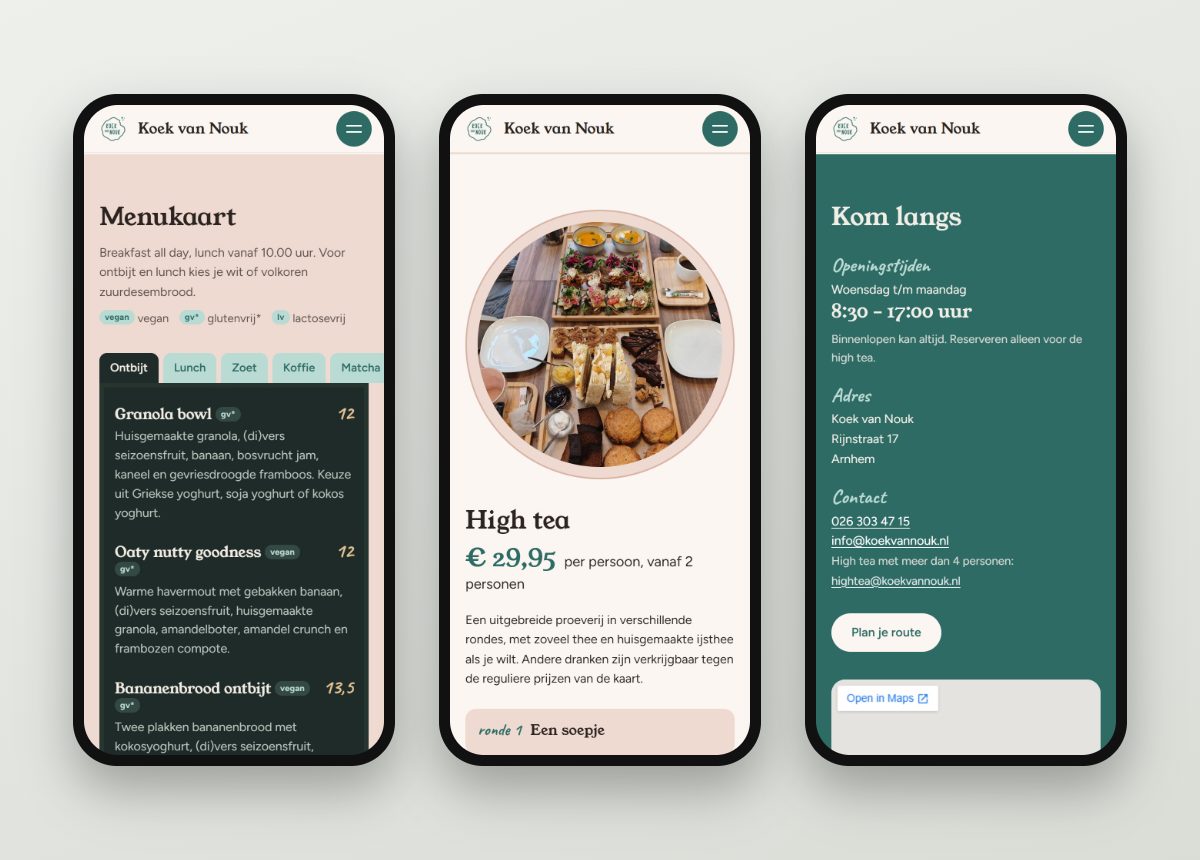 KOEK VAN NOUK
Koek van Nouk
Menukaart
Breakfast all day, lunch vanaf 10.00 uur. Voor
ontbijt en lunch kies je wit of volkoren
zuurdesembrood.
vegan vegan gv* glutenvrij* lv lactosevrij
Ontbijt Lunch Zoet Koffie Matcha
Granola bowl gv* 12
Huisgemaakte granola, (di)vers
seizoensfruit, banaan, bosvrucht jam,
kaneel en gevriesdroogde framboos. Keuze
uit Griekse yoghurt, soja yoghurt of kokos
yoghurt.
Oaty nutty goodness vegan 12
gv*
Warme havermout met gebakken banaan,
(di)vers seizoensfruit, huisgemaakte
granola, amandelboter, amandel crunch en
frambozen compote.
Bananenbrood ontbijt vegan 13,5
gv*
Twee plakken bananenbrood met
kokosyoghurt, (di)vers seizoensfruit,
KOEK VAN NOUK
Koek van Nouk
High tea
€ 29,95 per persoon, vanaf 2
personen
Een uitgebreide proeverij in verschillende
rondes, met zoveel thee en huisgemaakte ijsthee
als je wilt. Andere dranken zijn verkrijgbaar tegen
de reguliere prijzen van de kaart.
ronde 1 Een soepje
KOEK VAN NOUK
Koek van Nouk
Kom langs
Openingstijden
Woensdag t/m maandag
8:30 - 17:00 uur
Binnenlopen kan altijd. Reserveren alleen voor de
high tea.
Adres
Koek van Nouk
Rijnstraat 17
Arnhem
Contact
026 303 47 15
info@koekvannouk.nl
High tea met meer dan 4 personen:
hightea@koekvannouk.nl
Plan je route
Open in Maps